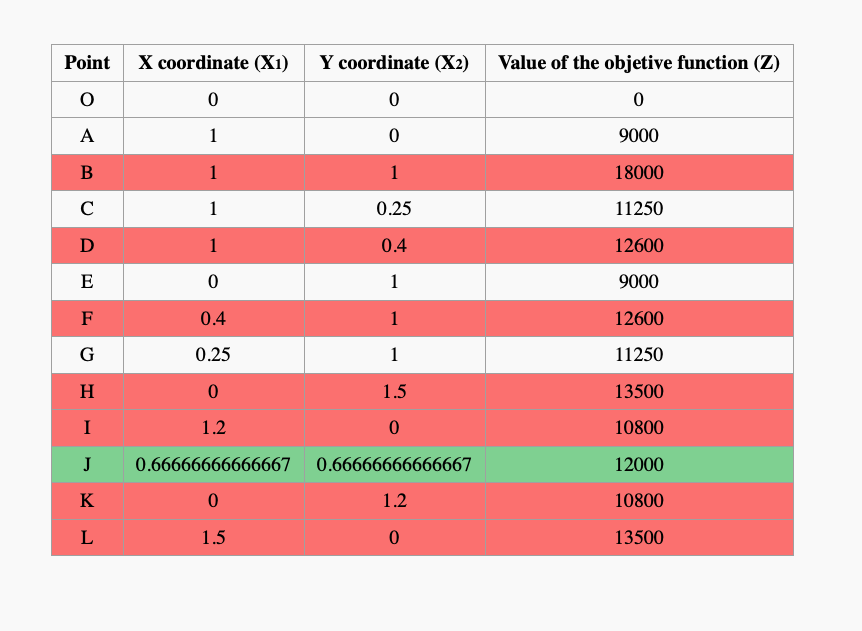 Point X coordinate (X1) Y coordinate (X2) Value of the objetive function (Z)
O 0 0 0
A 1 0 9000
B 1 1 18000
C 1 0.25 11250
D 1 0.4 12600
E 0 1 9000
F 0.4 1 12600
G 0.25 1 11250
H 0 1.5 13500
I 1.2 0 10800
J 0.66666666666667 0.66666666666667 12000
K 0 1.2 10800
L 1.5 0 13500